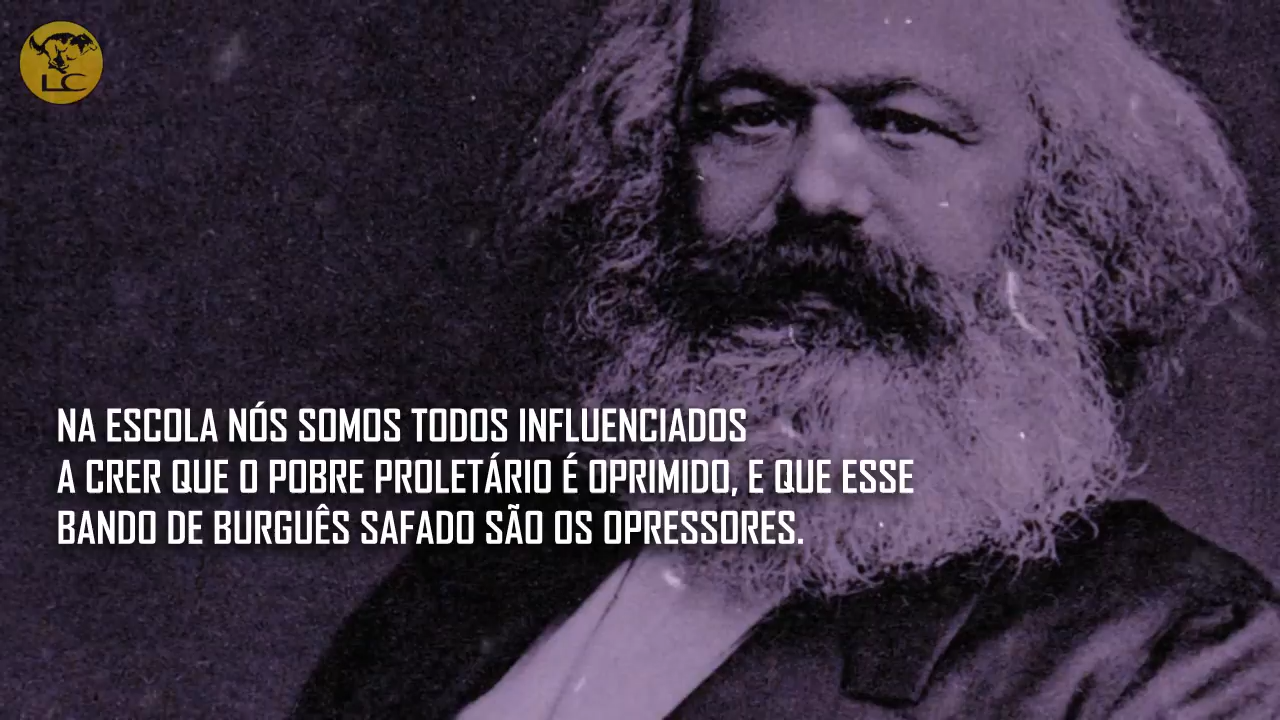 LC
NA ESCOLA NÓS SOMOS TODOS INFLUENCIADOS
A CRER QUE O POBRE PROLETÁRIO É OPRIMIDO, E QUE ESSE
BANDO DE BURGUÊS SAFADO SÃO OS OPRESSORES.